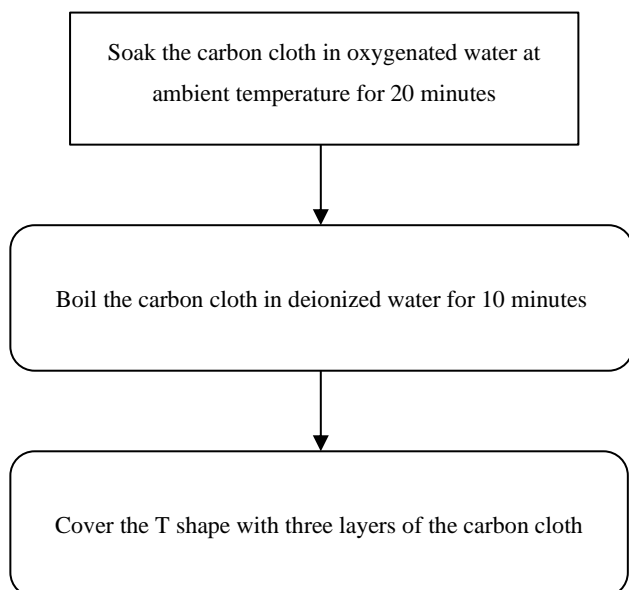 Soak the carbon cloth in oxygenated water at
ambient temperature for 20 minutes
Boil the carbon cloth in deionized water for 10 minutes
Cover the T shape with three layers of the carbon cloth